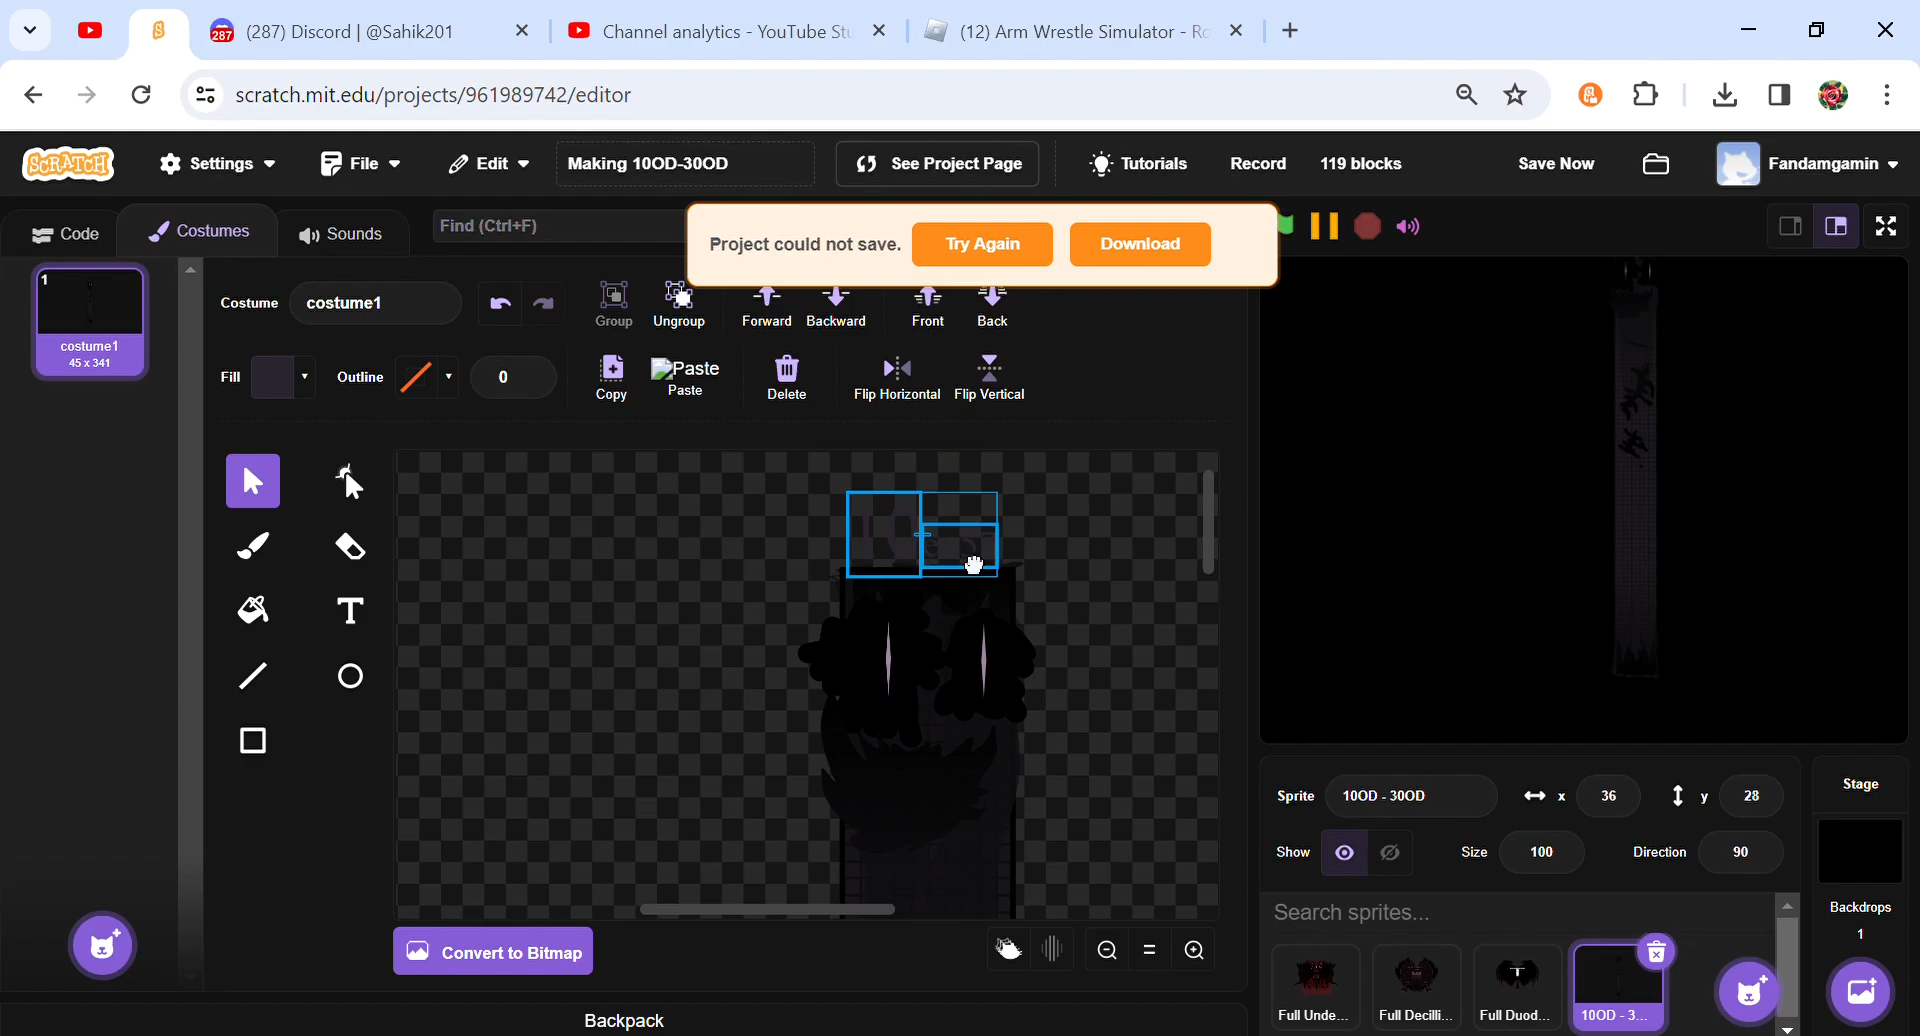 287
(287) Discord | @Sahik201
Channel analytics - YouTube Stu
(12) Arm Wrestle Simulator - Ro
scratch.mit.edu/projects/961989742/editor
SCRATCH
Settings
File
Edit
Making 10OD-30OD
See Project Page
Tutorials
Record
119 blocks
Save Now
Fandamgamin
Code
Costumes
Sounds
Find (Ctrl+F)
Project could not save.
Try Again
Download
1
costume1
45 x 341
Costume
costume1
Group
Ungroup
Forward
Backward
Front
Back
Fill
Outline
0
Copy
Paste
Paste
Delete
Flip Horizontal
Flip Vertical
T
Convert to Bitmap
Backpack
Sprite
10OD - 30OD
x
36
y
28
Show
Size
100
Direction
90
Stage
Backdrops
1
Search sprites...
Full Unde...
Full Decilli...
Full Duod...
10OD - 3...